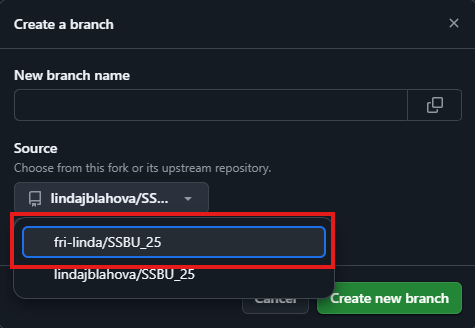 Create a branch
New branch name
Source
Choose from this fork or its upstream repository.
lindajblahova/SS...
fri-linda/SSBU_25
lindajblahova/SSBU_25
Cancel
Create new branch